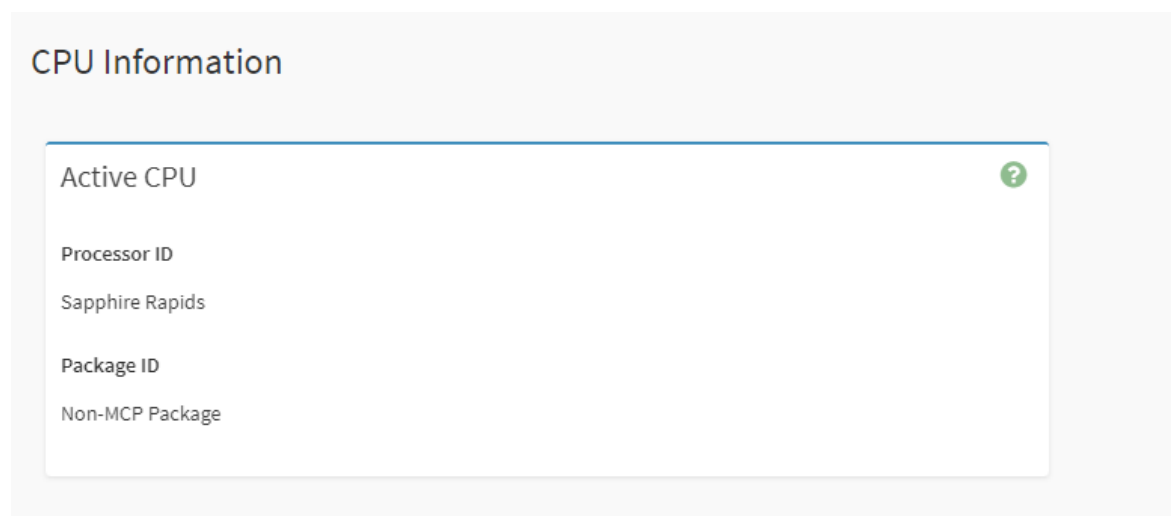 CPU Information
Active CPU
?
Processor ID
Sapphire Rapids
Package ID
Non-MCP Package